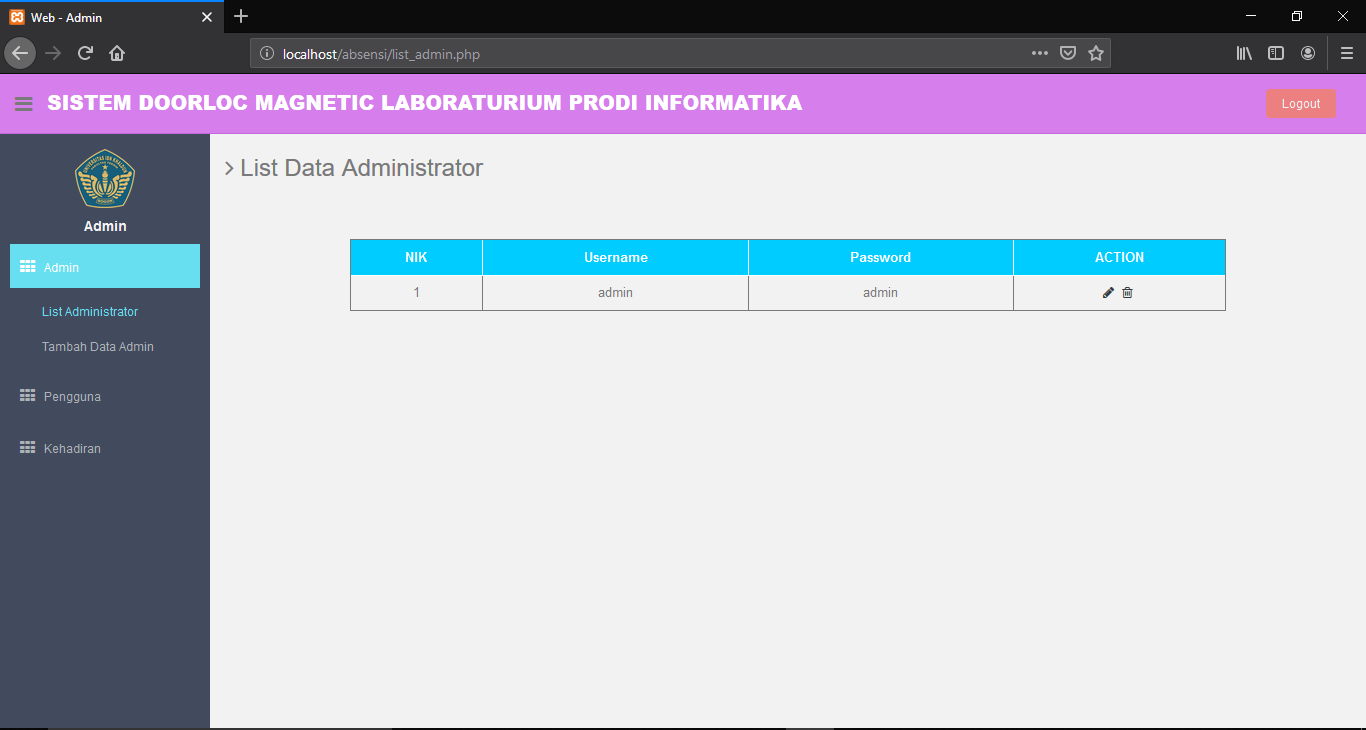 Web - Admin
localhost/absensi/list_admin.php
SISTEM DOORLOC MAGNETIC LABORATURIUM PRODI INFORMATIKA
Logout
Admin
Admin
List Administrator
Tambah Data Admin
Pengguna
Kehadiran
List Data Administrator
NIK Username Password ACTION
1 admin admin